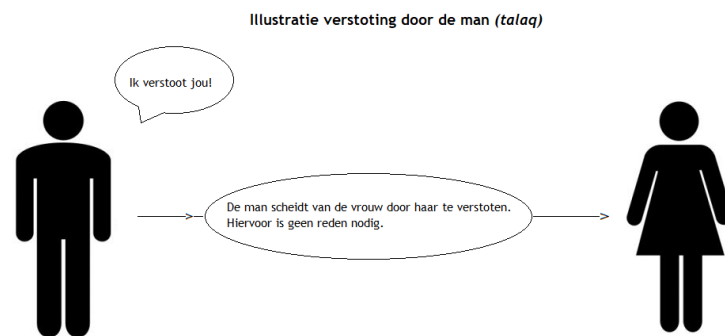 Illustratie verstoting door de man (talaq)
Ik verstoot jou!
De man scheidt van de vrouw door haar te verstoten.
Hiervoor is geen reden nodig.